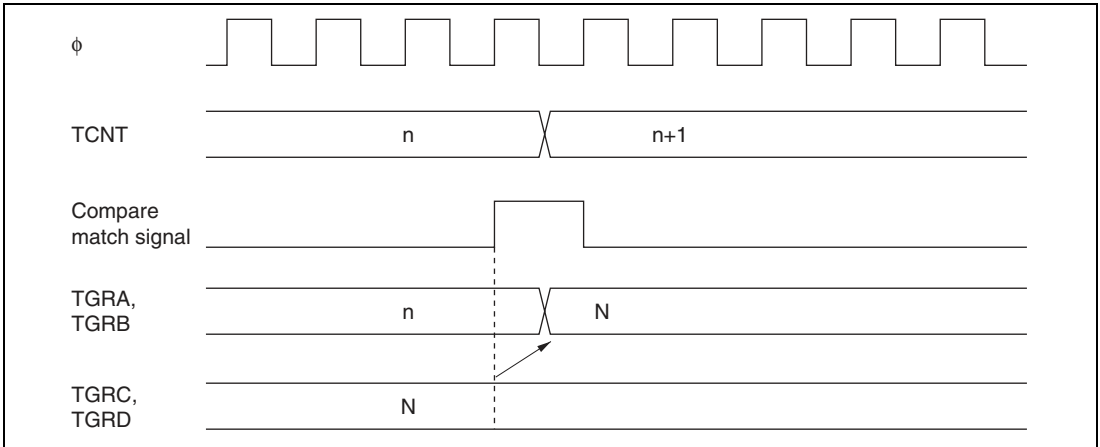 ϕ
TCNT
n
n+1
Compare
match signal
TGRA,
TGRB
n
N
TGRC,
TGRD
N